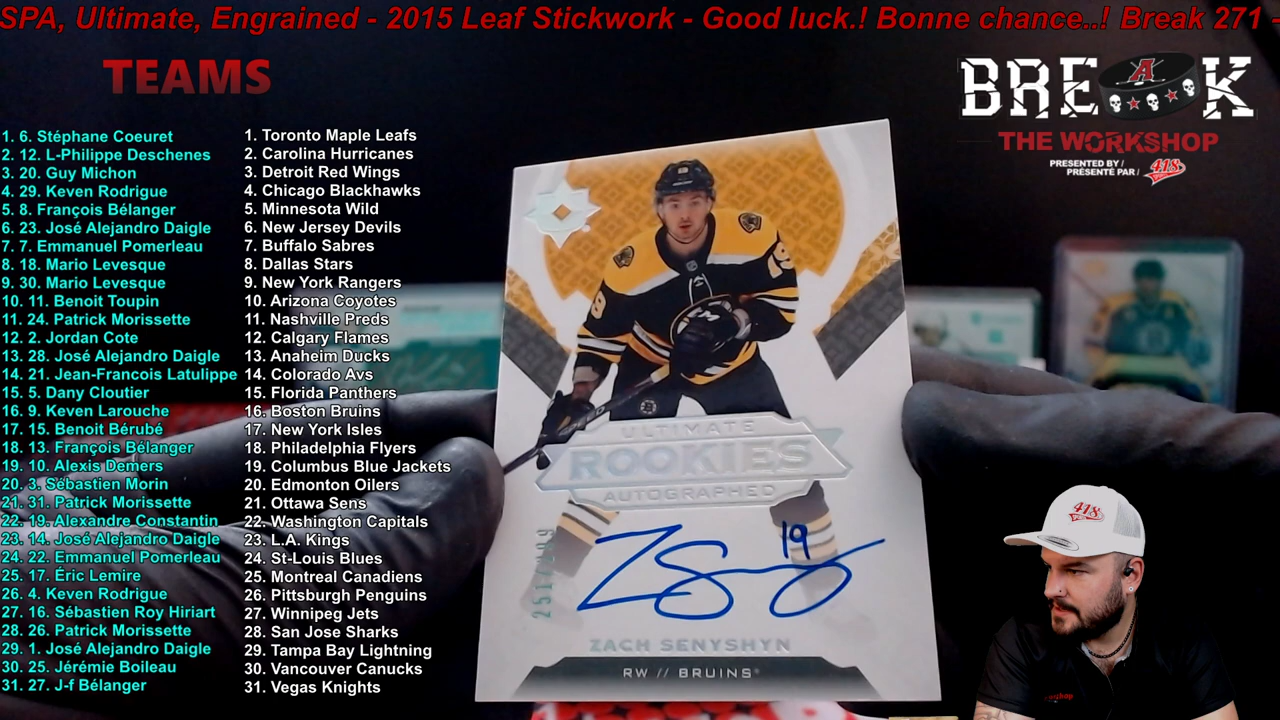 SPA, Ultimate, Engrained - 2015 Leaf Stickwork - Good luck.! Bonne chance..! Break 271 -
TEAMS
BREAK
THE WORKSHOP
PRESENTED BY /
PRÉSENTÉ PAR /
418
1. 6. Stéphane Coeuret
2. 12. L-Philippe Deschenes
3. 20. Guy Michon
4. 29. Keven Rodrigue
5. 8. François Bélanger
6. 23. José Alejandro Daigle
7. 7. Emmanuel Pomerleau
8. 18. Mario Levesque
9. 30. Mario Levesque
10. 11. Benoit Toupin
11. 24. Patrick Morissette
12. 2. Jordan Cote
13. 28. José Alejandro Daigle
14. 21. Jean-Francois Latulippe
15. 5. Dany Cloutier
16. 9. Keven Larouche
17. 15. Benoit Bérubé
18. 13. François Bélanger
19. 10. Alexis Demers
20. 3. Sébastien Morin
21. 31. Patrick Morissette
22. 19. Alexandre Constantin
23. 14. José Alejandro Daigle
24. 22. Emmanuel Pomerleau
25. 17. Éric Lemire
26. 4. Keven Rodrigue
27. 16. Sébastien Roy Hiriart
28. 26. Patrick Morissette
29. 1. José Alejandro Daigle
30. 25. Jérémie Boileau
31. 27. J-f Bélanger
1. Toronto Maple Leafs
2. Carolina Hurricanes
3. Detroit Red Wings
4. Chicago Blackhawks
5. Minnesota Wild
6. New Jersey Devils
7. Buffalo Sabres
8. Dallas Stars
9. New York Rangers
10. Arizona Coyotes
11. Nashville Preds
12. Calgary Flames
13. Anaheim Ducks
14. Colorado Avs
15. Florida Panthers
16. Boston Bruins
17. New York Isles
18. Philadelphia Flyers
19. Columbus Blue Jackets
20. Edmonton Oilers
21. Ottawa Sens
22. Washington Capitals
23. L.A. Kings
24. St-Louis Blues
25. Montreal Canadiens
26. Pittsburgh Penguins
27. Winnipeg Jets
28. San Jose Sharks
29. Tampa Bay Lightning
30. Vancouver Canucks
31. Vegas Knights
ULTIMATE
ROOKIES
AUTOGRAPHED
251/299
19
ZACH SENYSHYN
RW // BRUINS
418